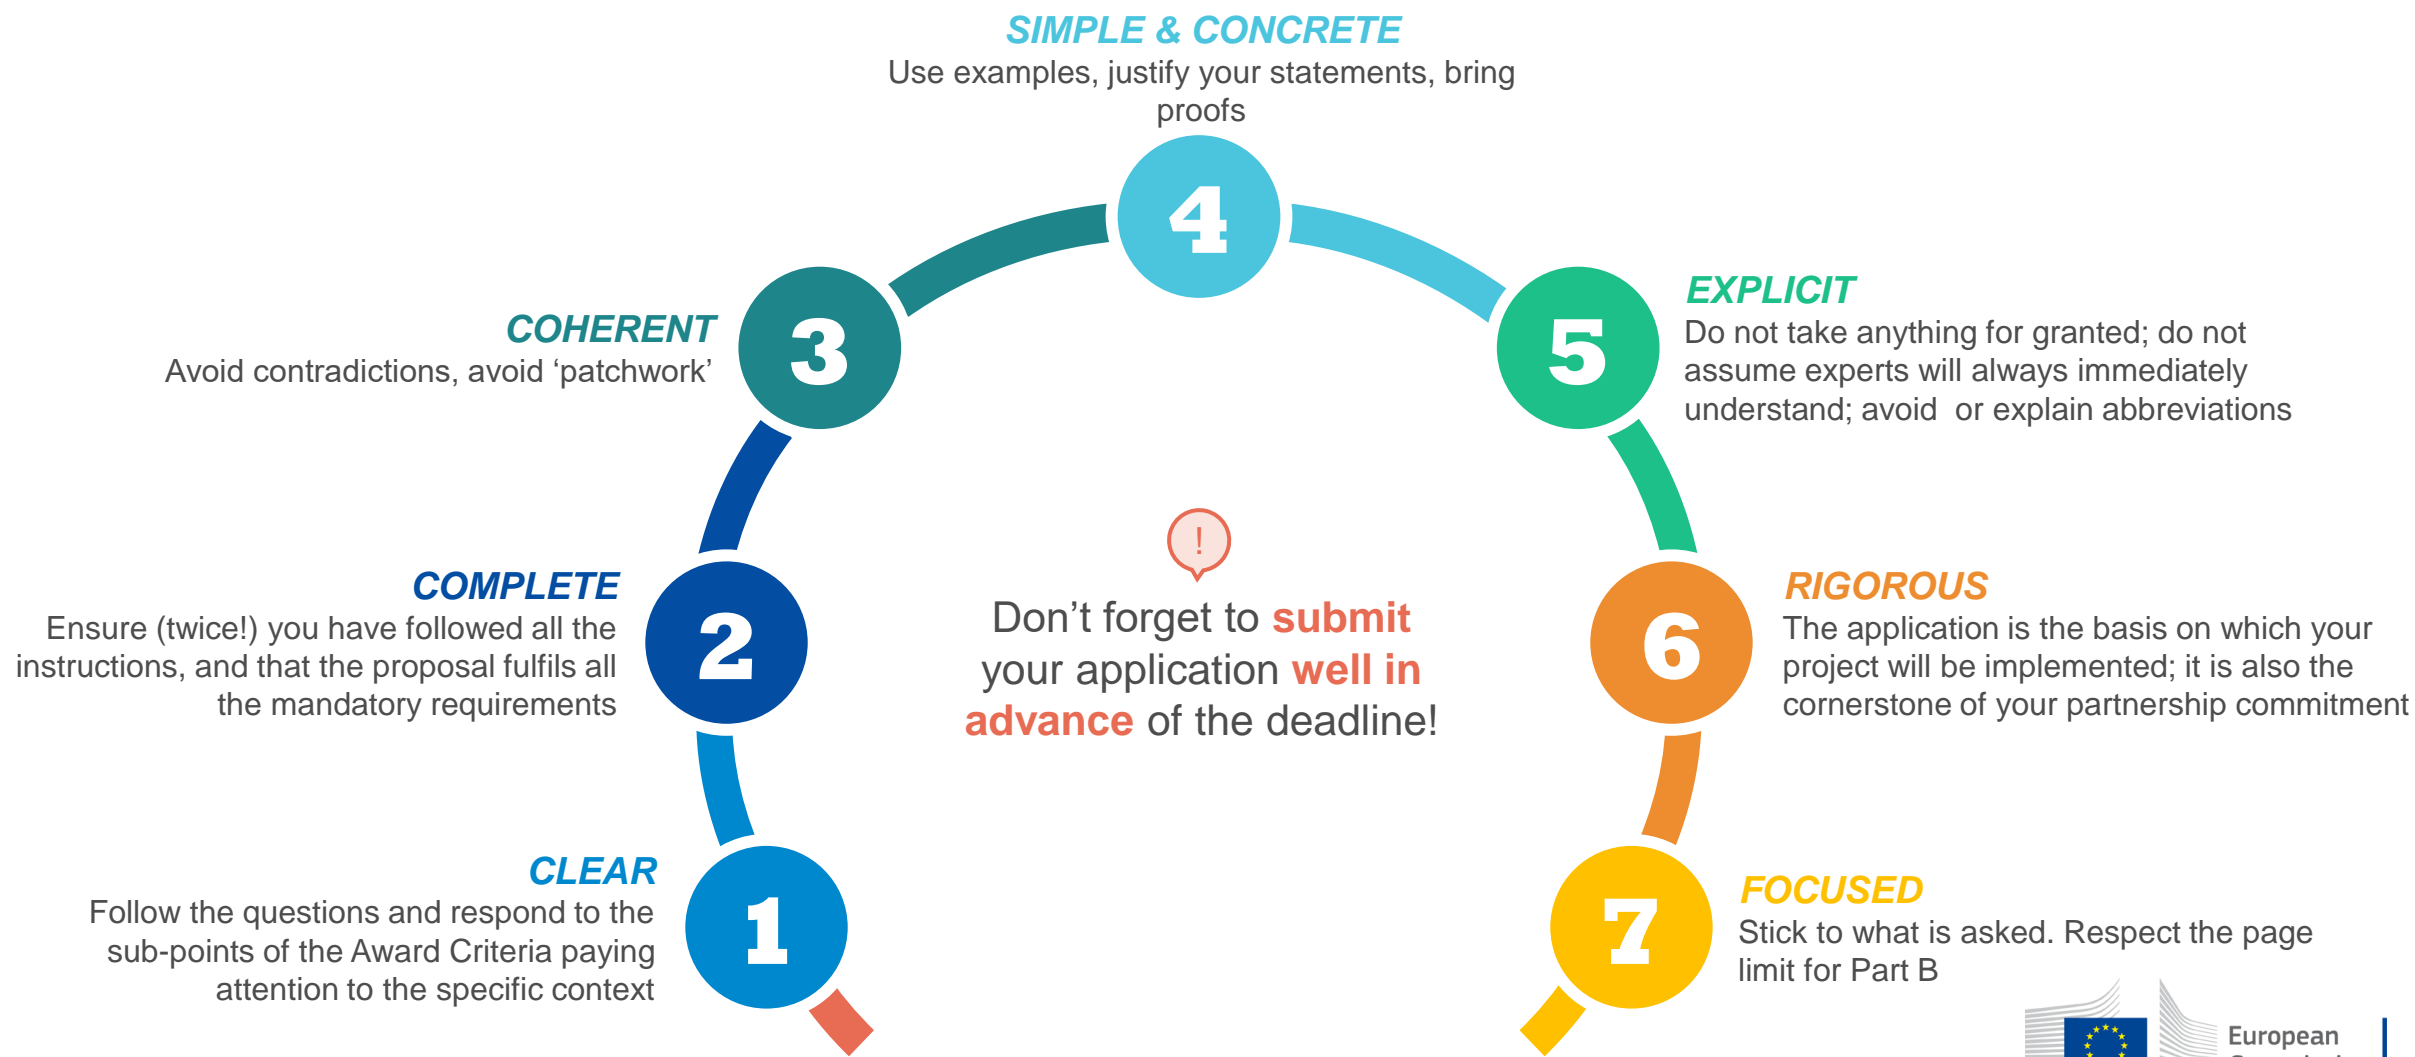 SIMPLE & CONCRETE
Use examples, justify your statements, bring
proofs
4
COHERENT
Avoid contradictions, avoid ‘patchwork’
3
EXPLICIT
Do not take anything for granted; do not
assume experts will always immediately
understand; avoid  or explain abbreviations
5
COMPLETE
Ensure (twice!) you have followed all the
instructions, and that the proposal fulfils all
the mandatory requirements
2
!
Don’t forget to submit
your application well in
advance of the deadline!
6
RIGOROUS
The application is the basis on which your
project will be implemented; it is also the
cornerstone of your partnership commitment
CLEAR
Follow the questions and respond to the
sub-points of the Award Criteria paying
attention to the specific context
1
7
FOCUSED
Stick to what is asked. Respect the page
limit for Part B
European